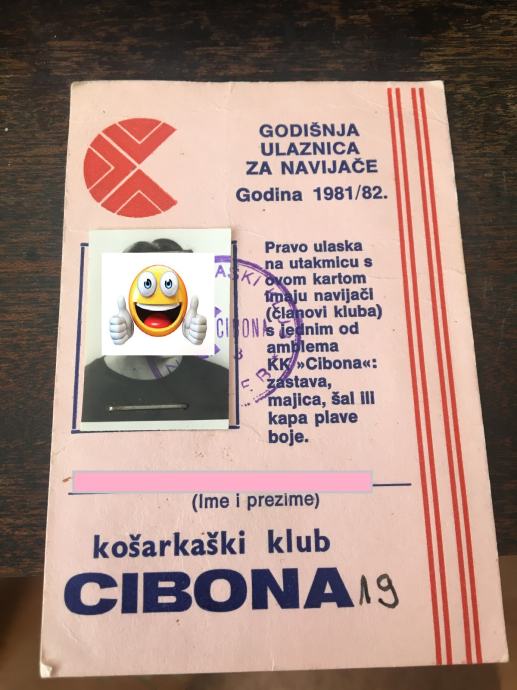 GODIŠNJA
ULAZNICA
ZA NAVIJAČE
Godina 1981/82.
Pravo ulaska
na utakmicu s
ovom kartom
imaju navijači
(članovi kluba)
s jednim od
amblema
KK »Cibona«:
zastava,
majica, šal ili
kapa plave
boje.
CIBONA
(Ime i prezime)
košarkaški klub
CIBONA 19